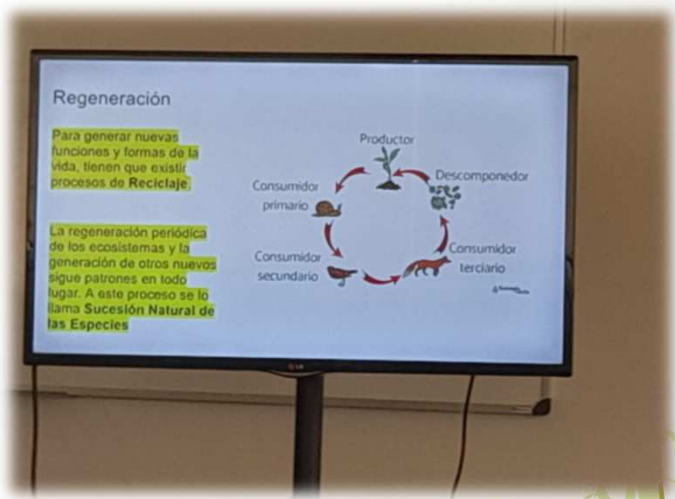 Regeneración
Para generar nuevas
funciones y formas de la
vida, tienen que existir
procesos de Reciclaje.
La regeneración periódica
de los ecosistemas y la
generación de otros nuevos
sigue patrones en todo
lugar. A este proceso se lo
llama Sucesión Natural de
las Especies
Productor
Descomponedor
Consumidor
primario
Consumidor
secundario
Consumidor
terciario
LG